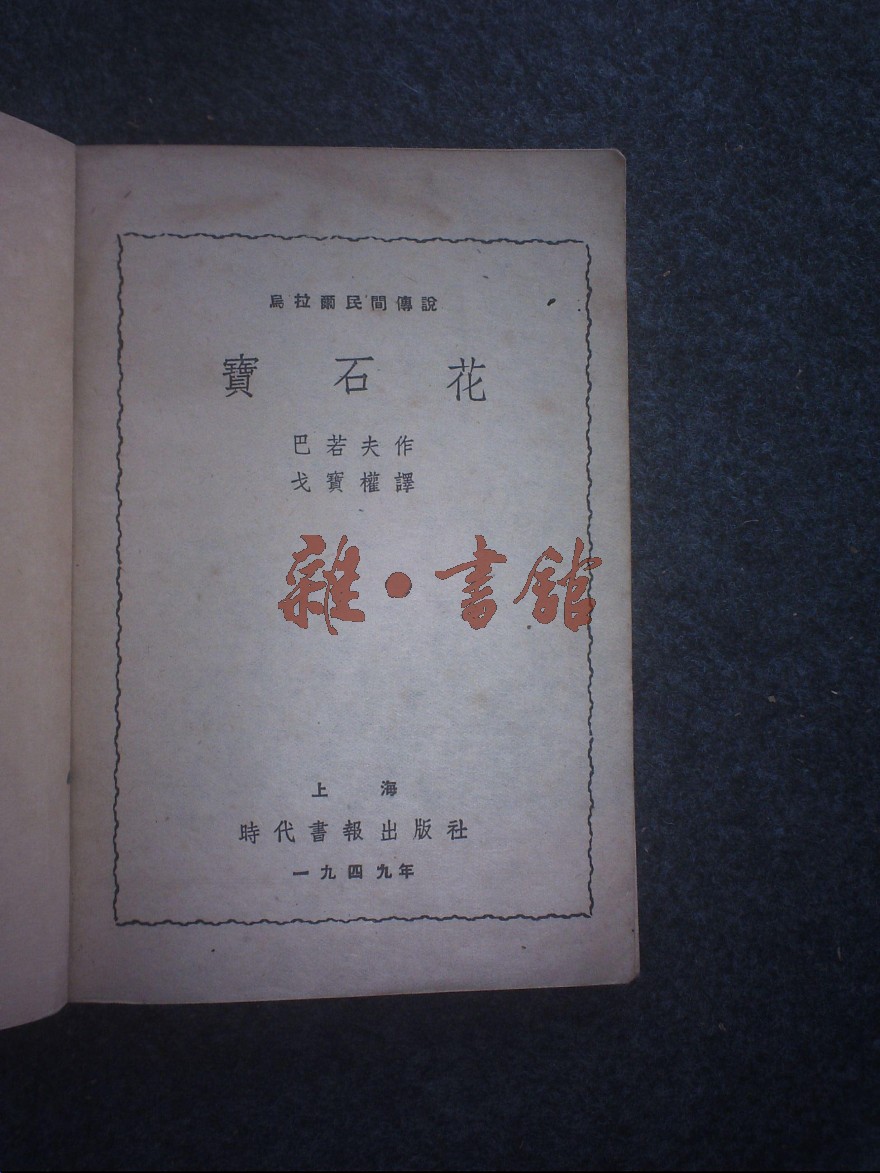 烏拉爾民間傳說
寶石花
巴若夫作
戈寶權譯
雜·書館
上海
時代書報出版社
一九四九年